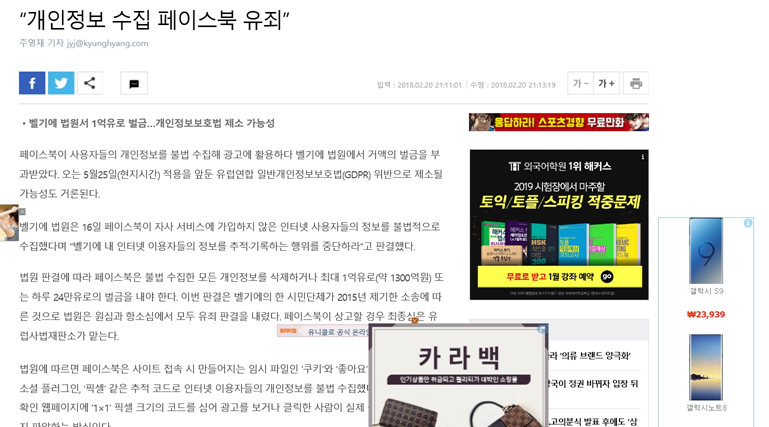 “개인정보 수집 페이스북 유죄”
주영재 기자 jyj@kyunghyang.com
입력 : 2018.02.20 21:11:01 수정 : 2018.02.20 21:13:19
가 − 가 +
• 벨기에 법원서 1억유로 벌금…개인정보보호법 제소 가능성
페이스북이 사용자들의 개인정보를 불법 수집해 광고에 활용하다 벨기에 법원에서 거액의 벌금을 부
과받았다. 오는 5월25일(현지시간) 적용을 앞둔 유럽연합 일반개인정보보호법(GDPR) 위반으로 제소될
가능성도 거론된다.
벨기에 법원은 16일 페이스북이 자사 서비스에 가입하지 않은 인터넷 사용자들의 정보를 불법적으로
수집했다며 “벨기에 내 인터넷 이용자들의 정보를 추적·기록하는 행위를 중단하라”고 판결했다.
법원 판결에 따라 페이스북은 불법 수집한 모든 개인정보를 삭제하거나 최대 1억유로(약 1300억원) 또
는 하루 24만유로의 벌금을 내야 한다. 이번 판결은 벨기에의 한 시민단체가 2015년 제기한 소송에 따
른 것으로 법원은 원심과 항소심에서 모두 유죄 판결을 내렸다. 페이스북이 상고할 경우 최종심은 유
럽사법재판소가 맡는다.
유니클로 공식 온라인
법원에 따르면 페이스북은 사이트 접속 시 만들어지는 임시 파일인 ‘쿠키’와 ‘좋아요’
소셜 플러그인, ‘픽셀’ 같은 추적 코드로 인터넷 이용자들의 개인정보를 불법 수집했
확인 웹페이지에 ‘1×1’ 픽셀 크기의 코드를 심어 광고를 보거나 클릭한 사람이 실제
응답하라! 스포츠경향 무료만화
외국어학원 1위 해커스
2019 시험장에서 마주할
토익/토플/스피킹 적중문제
무료로 받고 1월 강좌 예약 go
라 ‘의류 브랜드 양극화’
국이 정권 바뀌자 입장 뒤
고의분식 발표 후에도 ‘삼
카라백
인기상품만 취급하고 퀄리티가 대박인 쇼핑몰
갤럭시 S9
₩23,939
갤럭시노트8